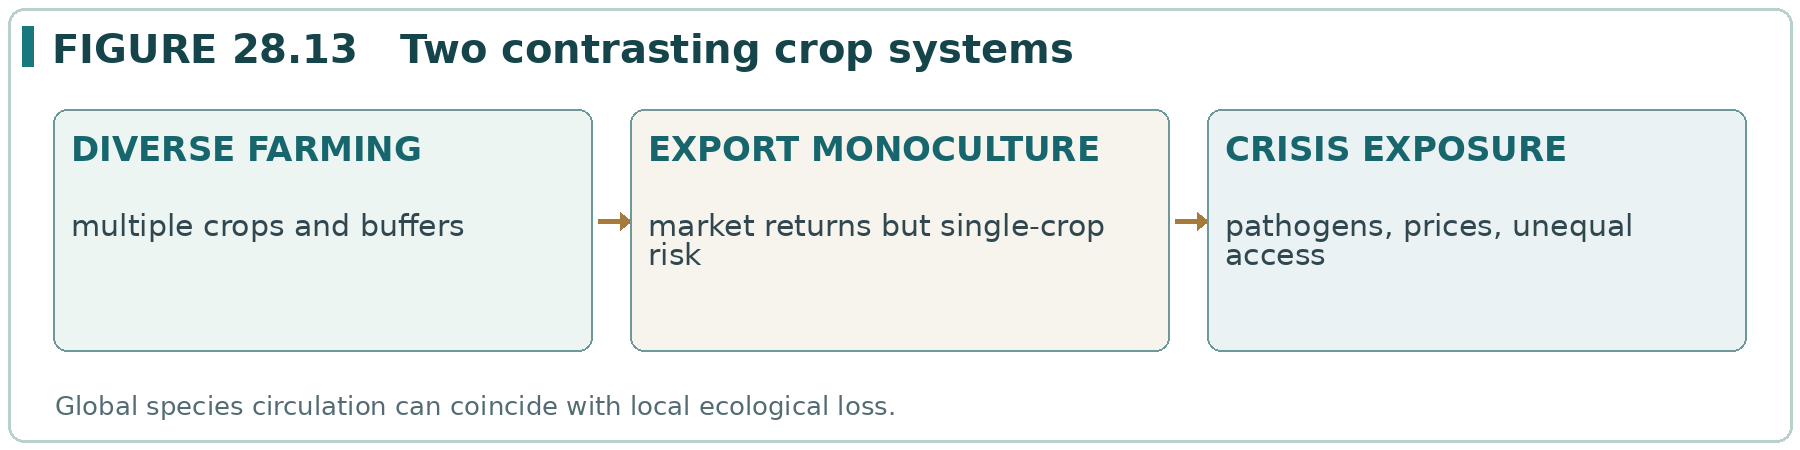 FIGURE 28.13 Two contrasting crop systems
DIVERSE FARMING
multiple crops and buffers
EXPORT MONOCULTURE
market returns but single-crop
risk
CRISIS EXPOSURE
pathogens, prices, unequal
access
Global species circulation can coincide with local ecological loss.